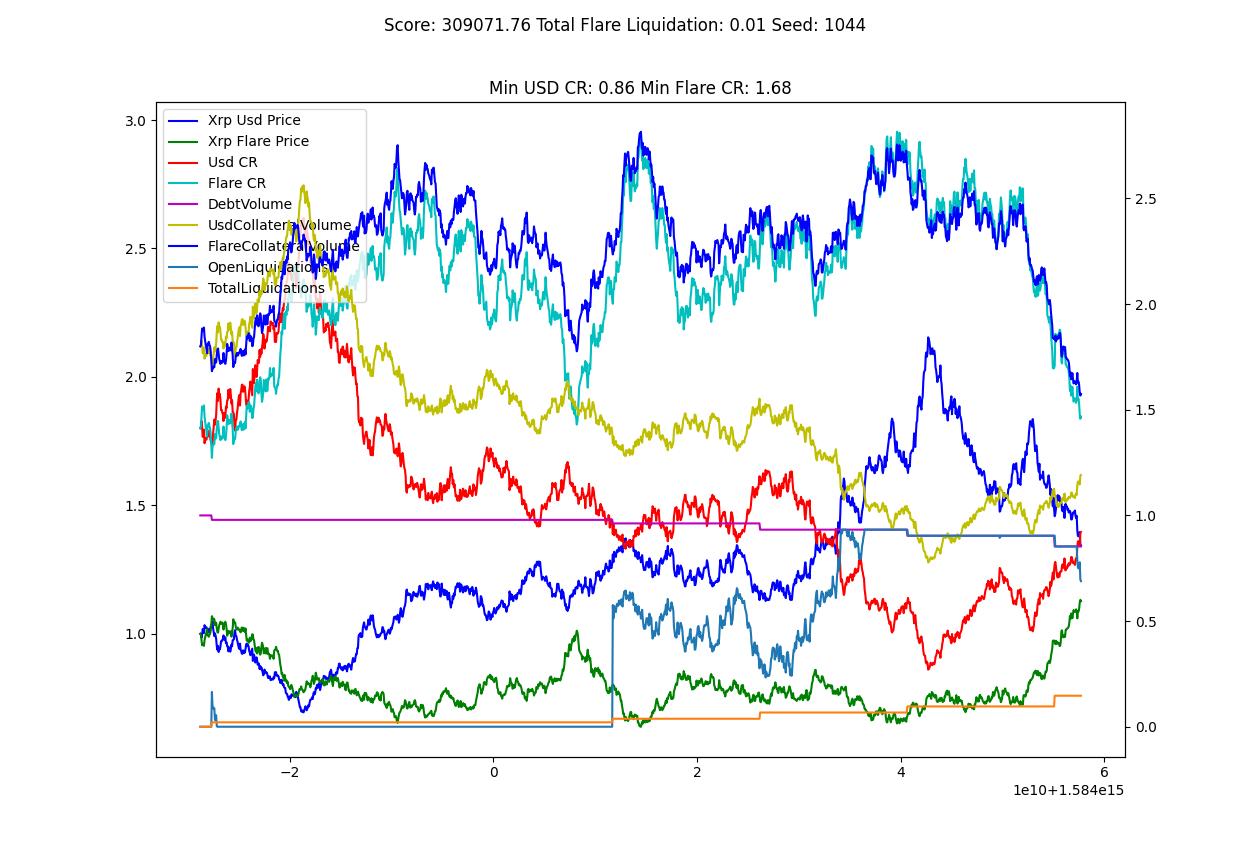 Score: 309071.76 Total Flare Liquidation: 0.01 Seed: 1044
Min USD CR: 0.86 Min Flare CR: 1.68
Xrp Usd Price
Xrp Flare Price
Usd CR
Flare CR
DebtVolume
UsdCollateralVolume
FlareCollateralVolume
OpenLiquidations
TotalLiquidations
3.0
2.5
2.0
1.5
1.0
2.5
2.0
1.5
1.0
0.5
0.0
−2 0 2 4 6
1e10+1.584e15